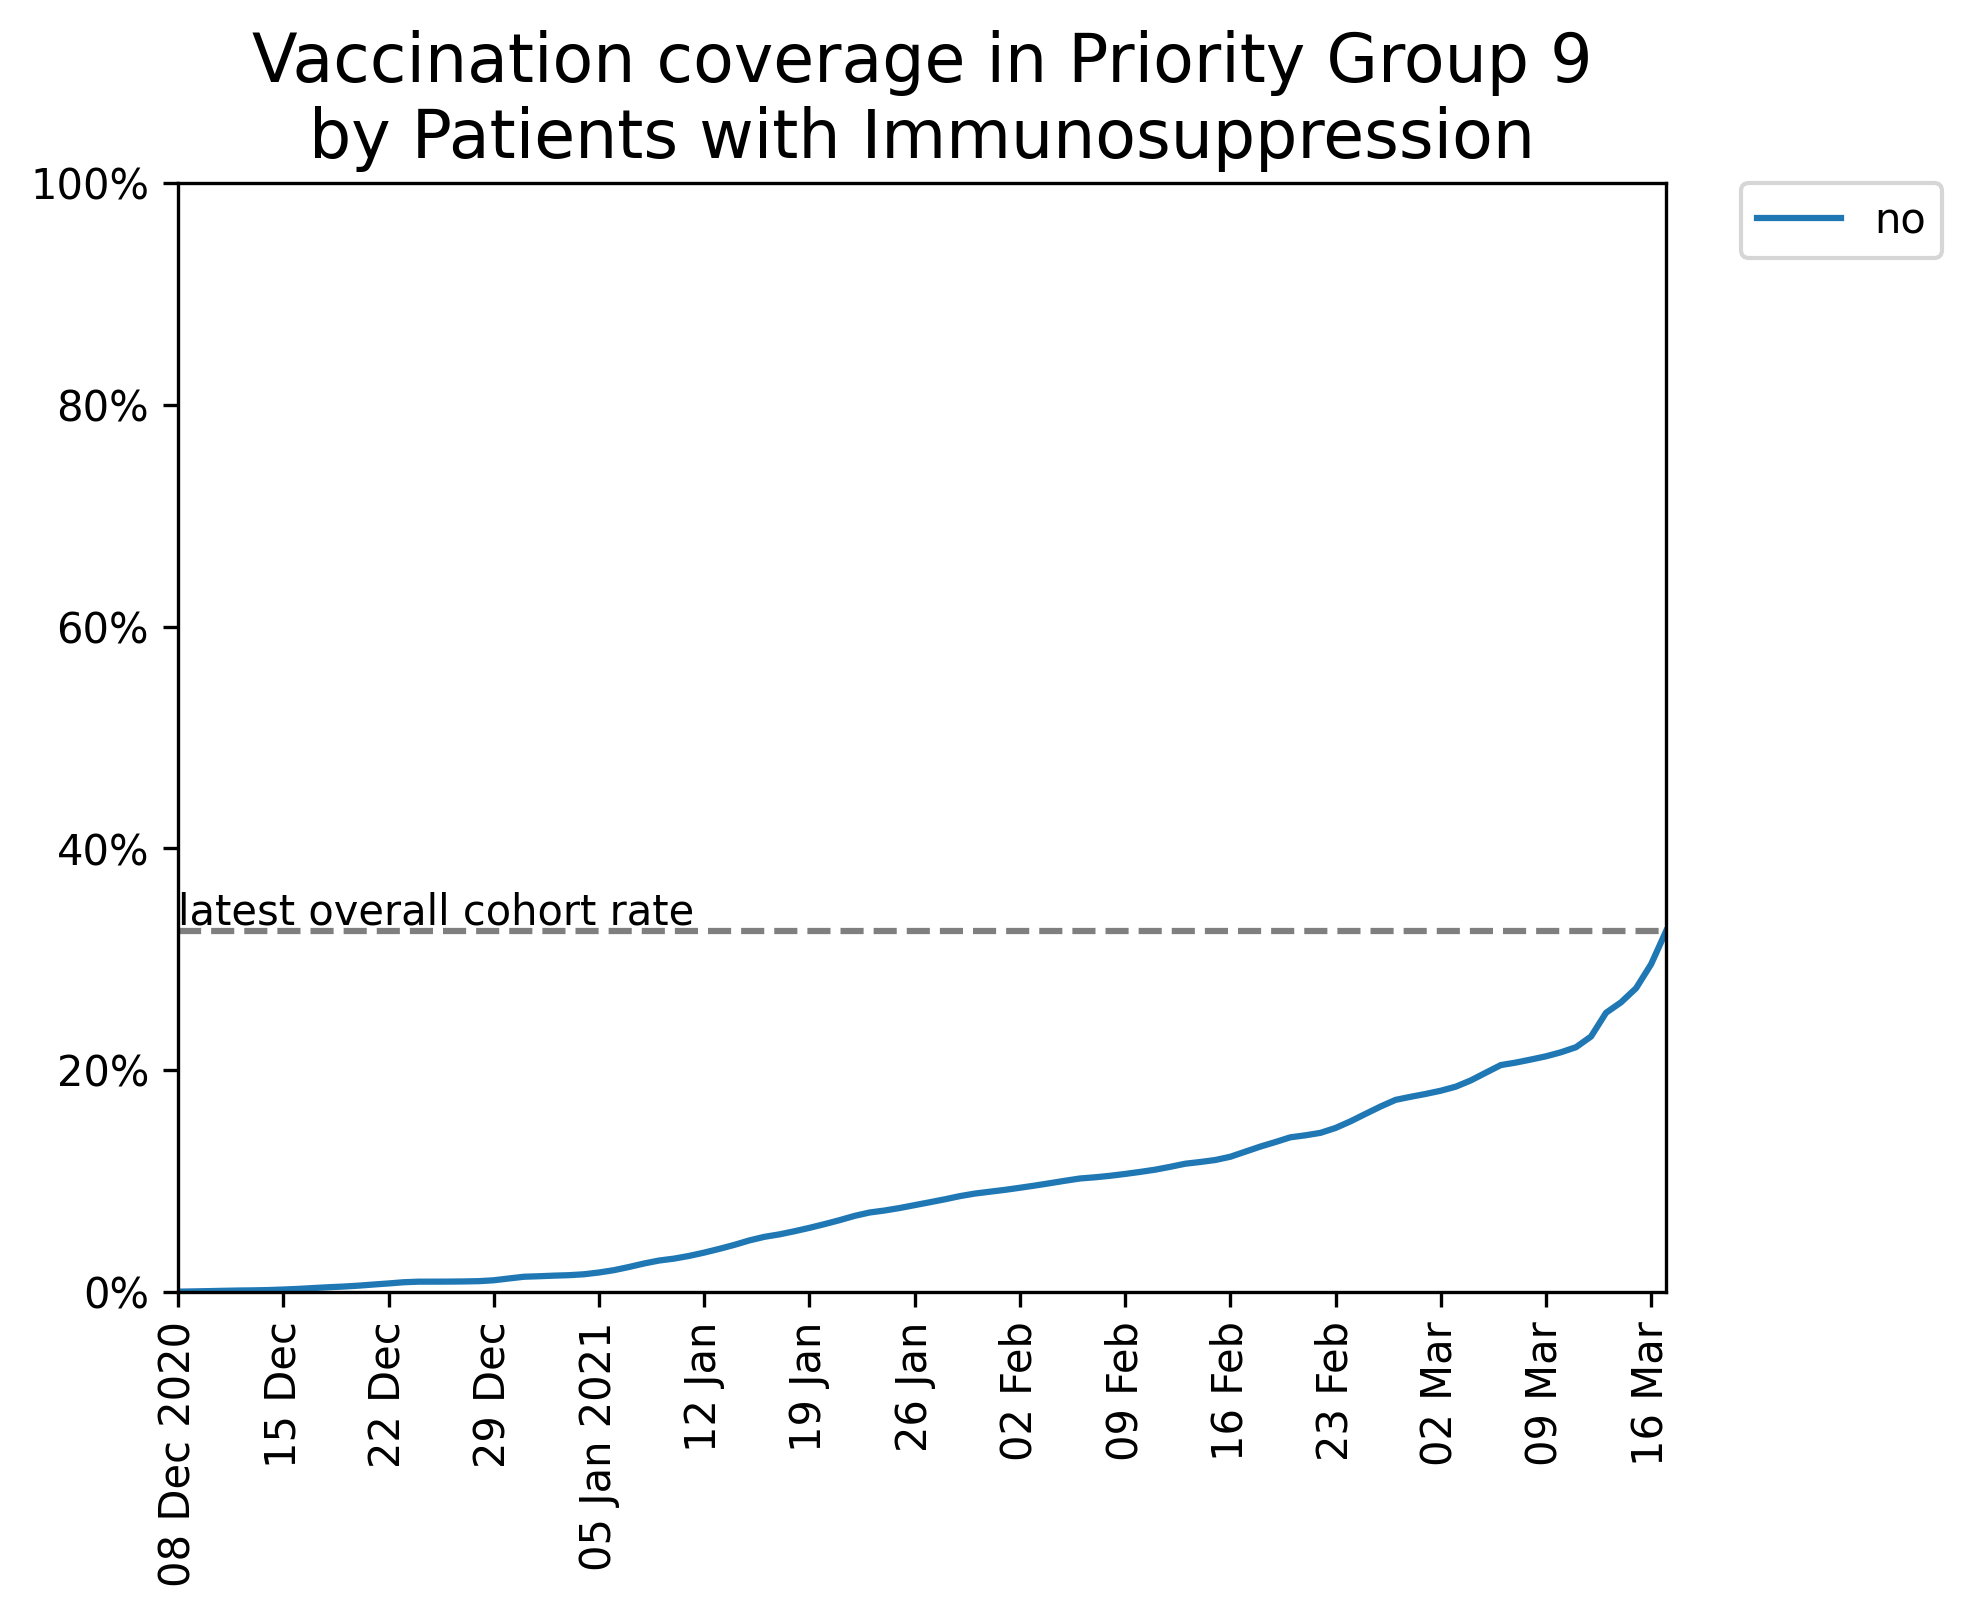 Vaccination coverage in Priority Group 9
by Patients with Immunosuppression
100%
80%
60%
40%
20%
0%
no
latest overall cohort rate
08 Dec 2020
15 Dec
22 Dec
29 Dec
05 Jan 2021
12 Jan
19 Jan
26 Jan
02 Feb
09 Feb
16 Feb
23 Feb
02 Mar
09 Mar
16 Mar